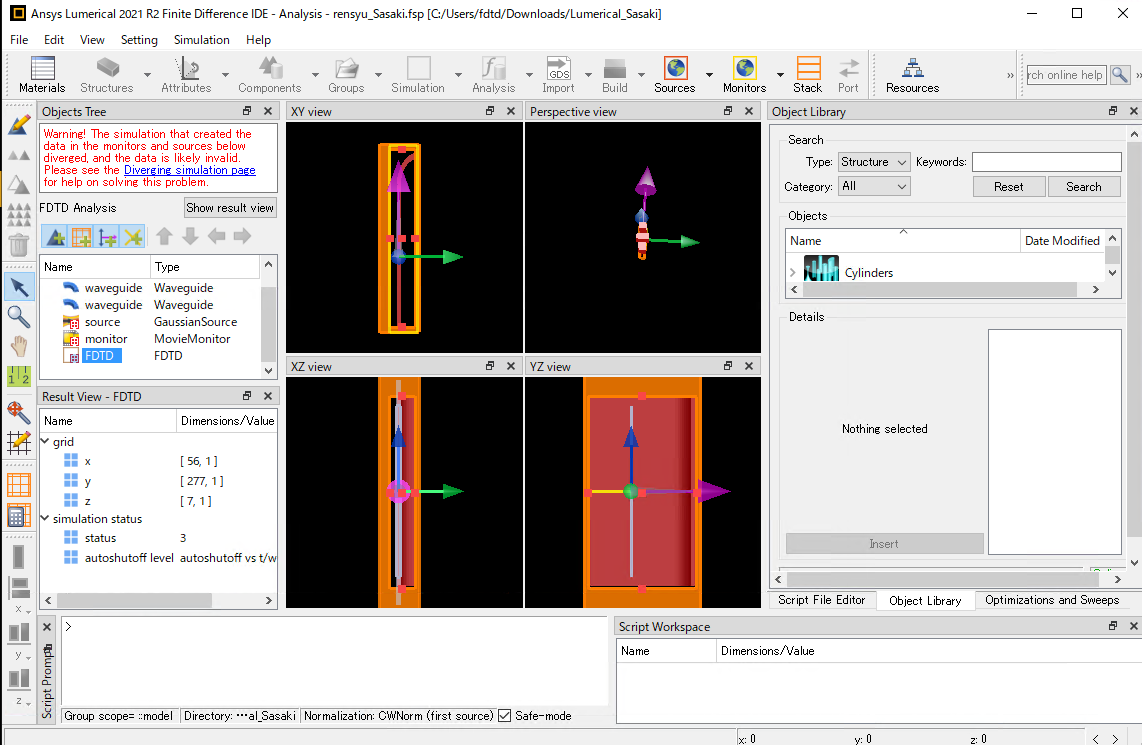 Ansys Lumerical 2021 R2 Finite Difference IDE - Analysis - rensyu_Sasaki.fsp [C:/Users/fdtd/Downloads/Lumerical_Sasaki]
File Edit View Setting Simulation Help
GDS
Materials Structures Attributes Components Groups Simulation Analysis Import Build Sources Monitors Stack Port Resources
rch online help
Objects Tree
Warning! The simulation that created the
data in the monitors and sources below
diverged, and the data is likely invalid.
Please see the Diverging simulation page
for help on solving this problem.
FDTD Analysis Show result view
Name Type
waveguide Waveguide
waveguide Waveguide
source GaussianSource
monitor MovieMonitor
FDTD FDTD
Result View - FDTD
Name Dimensions/Value
grid
x [ 56, 1 ]
y [ 277, 1 ]
z [ 7, 1 ]
simulation status
status 3
autoshutoff level autoshutoff vs t/w
1 2
x
y
z
XY view
Perspective view
XZ view
YZ view
Object Library
Search
Type: Structure Keywords:
Category: All Reset Search
Objects
Name Date Modified
Cylinders
Details
Nothing selected
Insert
Script File Editor Object Library Optimizations and Sweeps
Script Prompt
>
Group scope= ::model Directory: ···al_Sasaki Normalization: CWNorm (first source) Safe-mode
Script Workspace
Name Dimensions/Value
x: 0 y: 0 z: 0